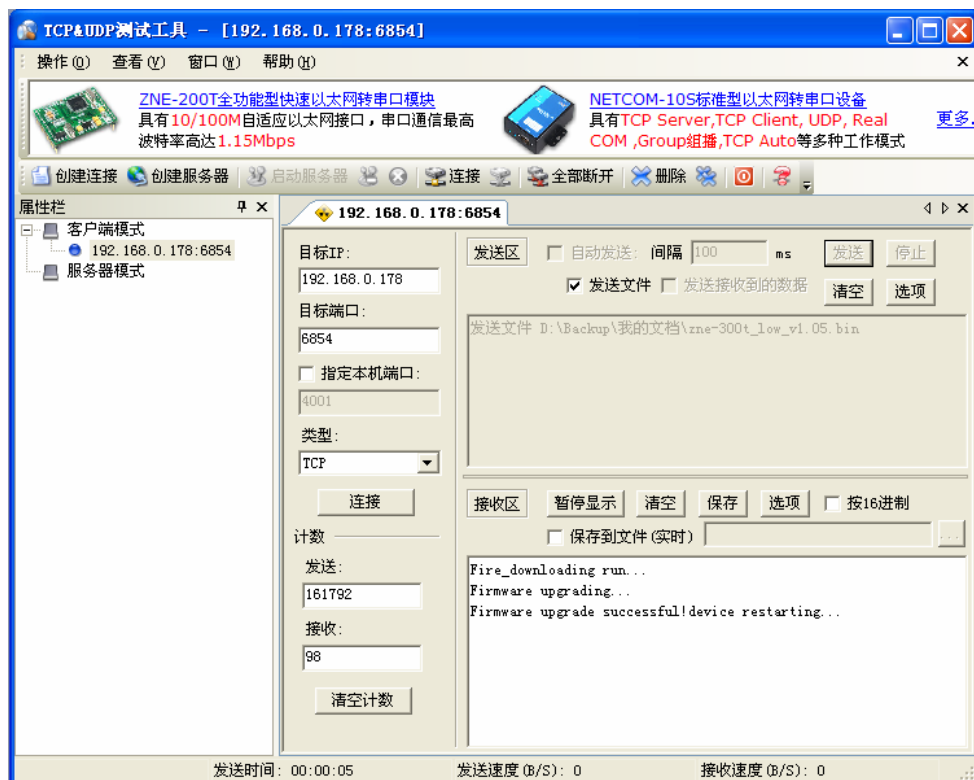 TCP&UDP测试工具 - [192.168.0.178:6854]
操作(O) 查看(V) 窗口(W) 帮助(H)
ZNE-200T全功能型快速以太网转串口模块
具有10/100M自适应以太网接口，串口通信最高
波特率高达1.15Mbps
NETCOM-10S标准型以太网转串口设备
具有TCP Server,TCP Client, UDP, Real
COM ,Group组播,TCP Auto等多种工作模式
更多.
创建连接 创建服务器 启动服务器 连接 全部断开 删除
属性栏
客户端模式
192.168.0.178:6854
服务器模式
192.168.0.178:6854
目标IP:
192.168.0.178
目标端口:
6854
指定本机端口:
4001
类型:
TCP
连接
计数
发送:
161792
接收:
98
清空计数
发送区 自动发送: 间隔 100 ms 发送 停止
发送文件 发送接收到的数据 清空 选项
发送文件 D:\Backup\我的文档\zne-300t_low_v1.05.bin
接收区 暂停显示 清空 保存 选项 按16进制
保存到文件(实时) ...
Fire_downloading run...
Firmware upgrading...
Firmware upgrade successful!device restarting...
发送时间: 00:00:05 发送速度(B/S): 0 接收速度(B/S): 0